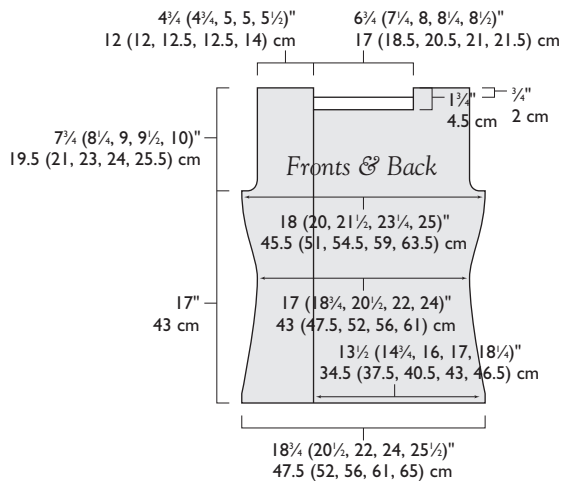 4¾ (4¾, 5, 5, 5½)"
12 (12, 12.5, 12.5, 14) cm
6¾ (7¼, 8, 8¼, 8½)"
17 (18.5, 20.5, 21, 21.5) cm
1¾"
4.5 cm
¾"
2 cm
7¾ (8¼, 9, 9½, 10)"
19.5 (21, 23, 24, 25.5) cm
Fronts & Back
18 (20, 21½, 23¼, 25)"
45.5 (51, 54.5, 59, 63.5) cm
17"
43 cm
17 (18¾, 20½, 22, 24)"
43 (47.5, 52, 56, 61) cm
13½ (14¾, 16, 17, 18¼)"
34.5 (37.5, 40.5, 43, 46.5) cm
18¾ (20½, 22, 24, 25½)"
47.5 (52, 56, 61, 65) cm